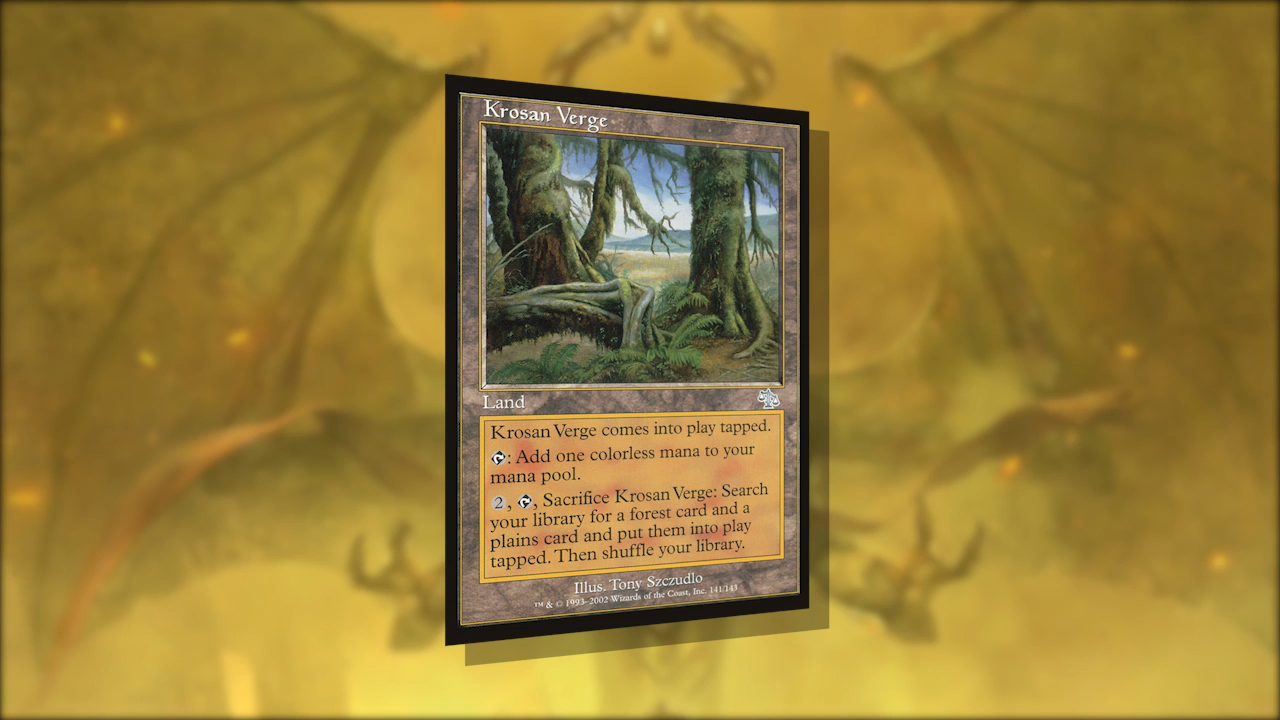 Krosan Verge
Land
Krosan Verge comes into play tapped.
: Add one colorless mana to your
mana pool.
2, , Sacrifice Krosan Verge: Search
your library for a forest card and a
plains card and put them into play
tapped. Then shuffle your library.
Illus. Tony Szczudlo
™ & © 1993–2002 Wizards of the Coast, Inc. 141/143